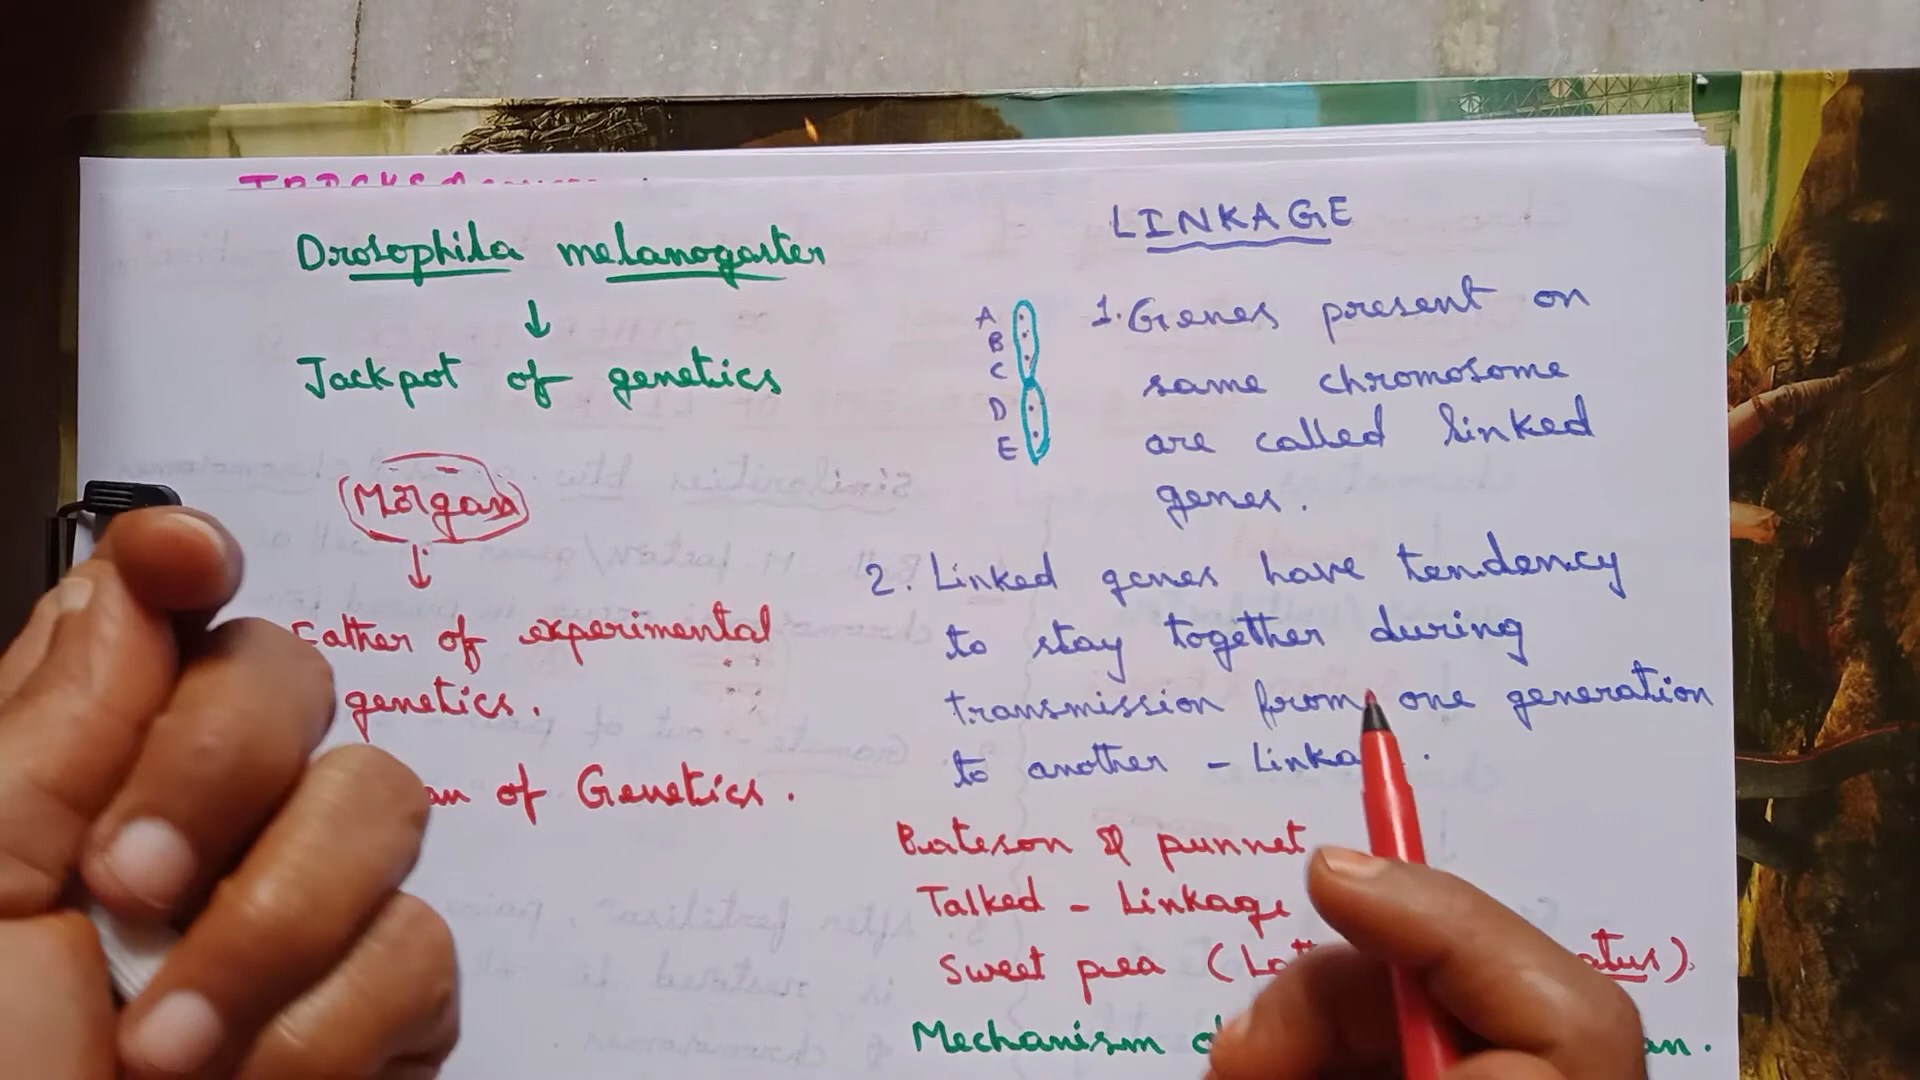 Drosophila melanogaster
↓
Jackpot of genetics
(Morgan)
↓
Father of experimental
genetics.
of Genetics.
LINKAGE
A
B
C
D
E
1. Genes present on
same chromosome
are called linked
genes.
2. Linked genes have tendency
to stay together during
transmission from one generation
to another - Linka
Bateson & punnet
Talked - Linkage
Sweet pea (
Mechanism